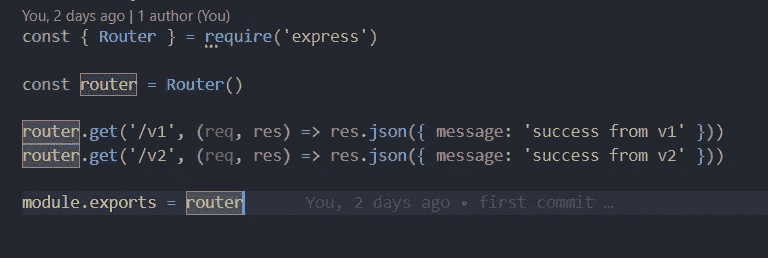 You, 2 days ago | 1 author (You)
const { Router } = require('express')
const router = Router()
router.get('/v1', (req, res) => res.json({ message: 'success from v1' }))
router.get('/v2', (req, res) => res.json({ message: 'success from v2' }))
module.exports = router You, 2 days ago • first commit …